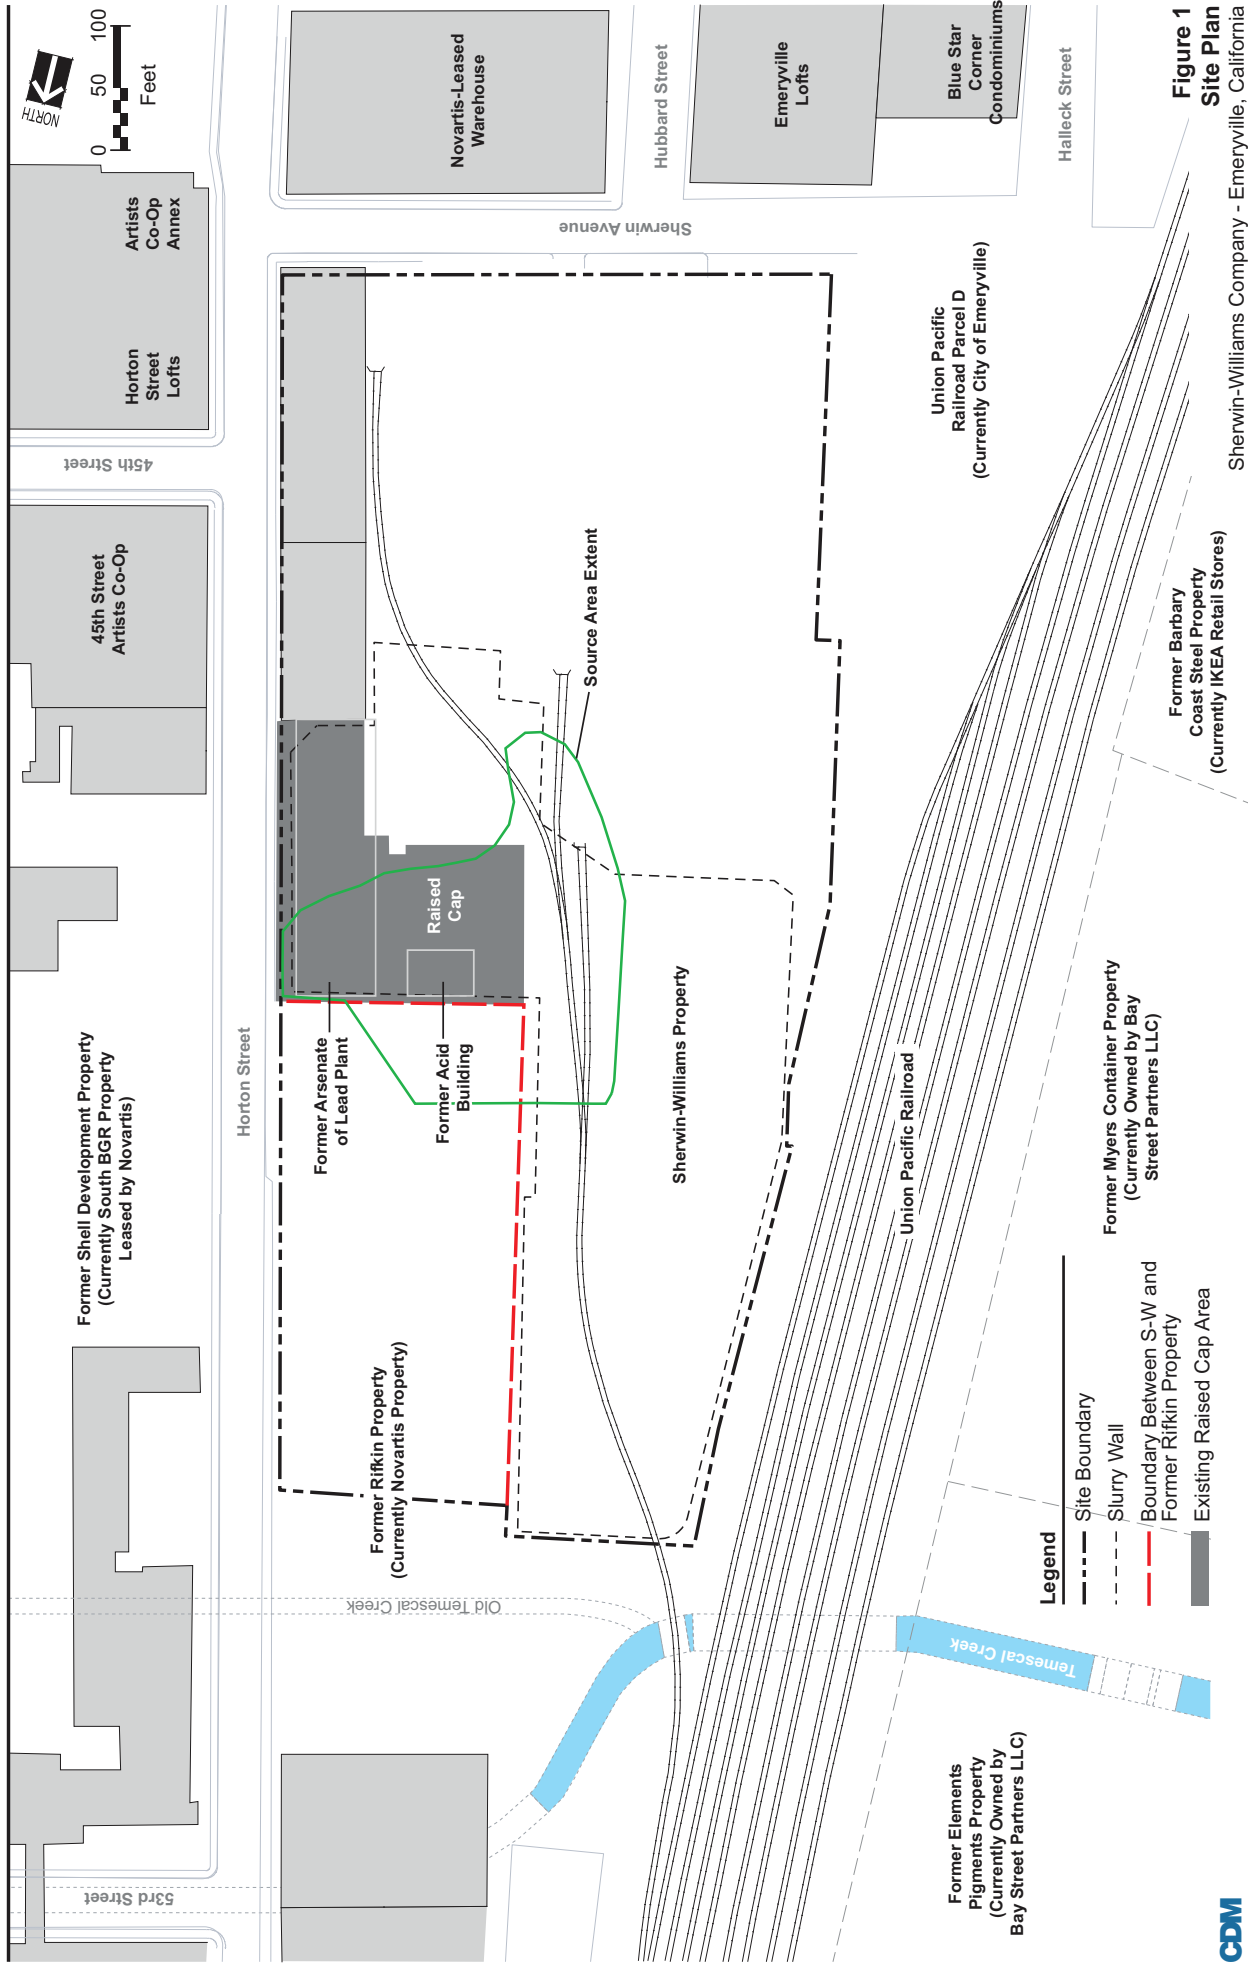 NORTH
0 50 100
Feet
Artists
Co-Op
Annex
Horton
Street
Lofts
45th Street
45th Street
Artists Co-Op
Former Shell Development Property
(Currently South BGR Property
Leased by Novartis)
53rd Street
Horton Street
Novartis-Leased
Warehouse
Hubbard Street
Emeryville
Lofts
Blue Star
Corner
Condominiums
Halleck Street
Sherwin Avenue
Source Area Extent
Raised
Cap
Former Arsenate
of Lead Plant
Former Acid
Building
Sherwin-Williams Property
Former Rifkin Property
(Currently Novartis Property)
Old Temescal Creek
Temescal Creek
Union Pacific
Railroad Parcel D
(Currently City of Emeryville)
Union Pacific Railroad
Former Barbary
Coast Steel Property
(Currently IKEA Retail Stores)
Former Myers Container Property
(Currently Owned by Bay
Street Partners LLC)
Former Elements
Pigments Property
(Currently Owned by
Bay Street Partners LLC)
Legend
Site Boundary
Slurry Wall
Boundary Between S-W and
Former Rifkin Property
Existing Raised Cap Area
CDM
Figure 1
Site Plan
Sherwin-Williams Company - Emeryville, California